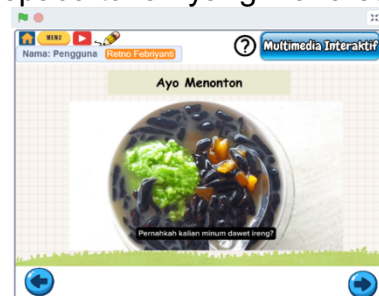 MENU
Multimedia Interaktif
Nama: Pengguna Retno Febriyanti
Ayo Menonton
Pernahkah kalian minum dawet ireng?